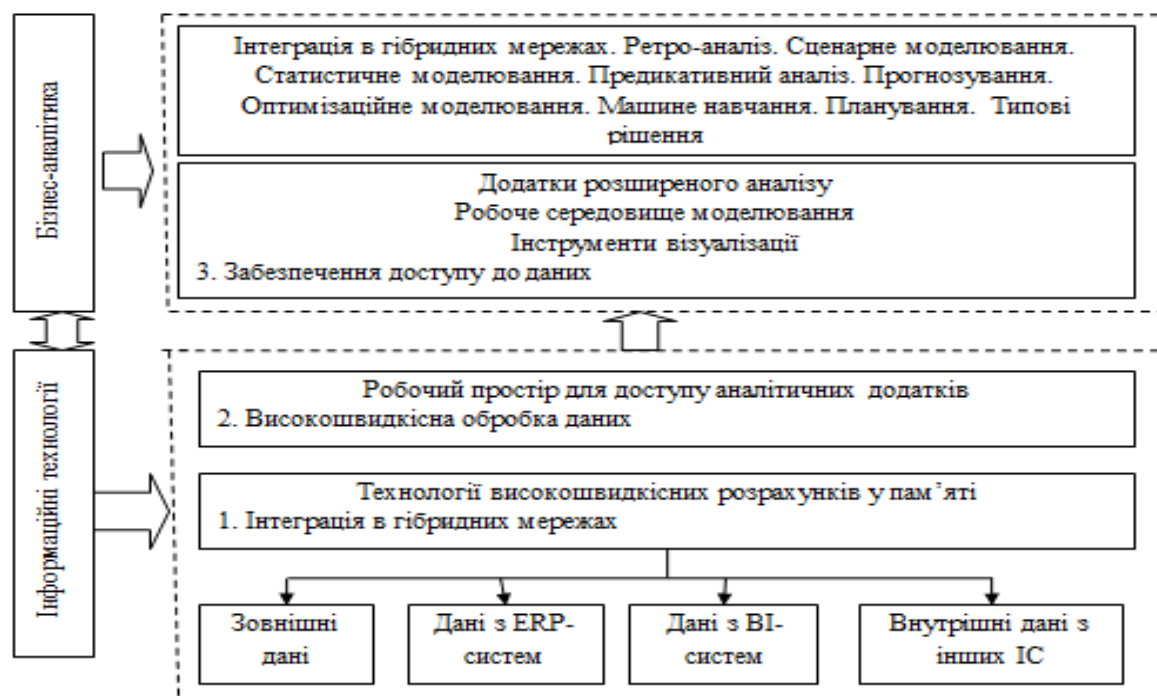 Бізнес-аналітика
Інтеграція в гібридних мережах. Ретро-аналіз. Сценарне моделювання.
Статистичне моделювання. Предикативний аналіз. Прогнозування.
Оптимізаційне моделювання. Машине навчання. Планування. Типові
рішення
Додатки розширеного аналізу
Робоче середовище моделювання
Інструменти візуалізації
3. Забезпечення доступу до даних
Інформаційні технології
Робочий простір для доступу аналітичних додатків
2. Високошвидкісна обробка даних
Технології високошвидкісних розрахунків у пам’яті
1. Інтеграція в гібридних мережах
Зовнішні
дані
Дані з ERP-
систем
Дані з BI-
систем
Внутрішні дані з
інших ІС